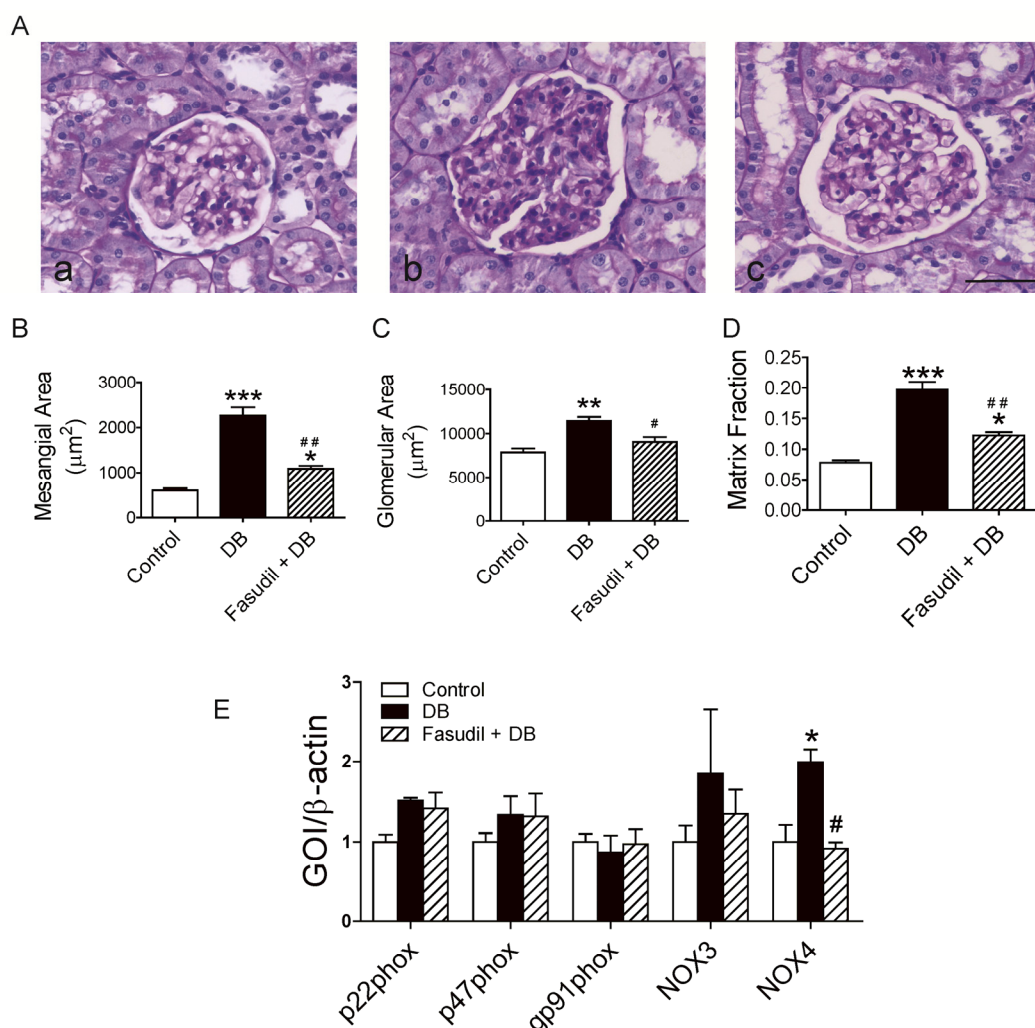 A
a
b
c
B
Mesangial Area
(μm²)
3000
2000
1000
0
***
##
*
Control
DB
Fasudil + DB
C
Glomerular Area
(μm²)
15000
10000
5000
0
**
#
Control
DB
Fasudil + DB
D
Matrix Fraction
0.25
0.20
0.15
0.10
0.05
0.00
***
##
*
Control
DB
Fasudil + DB
E
GOI/β-actin
3
2
1
0
Control
DB
Fasudil + DB
*
#
p22phox
p47phox
gp91phox
NOX3
NOX4